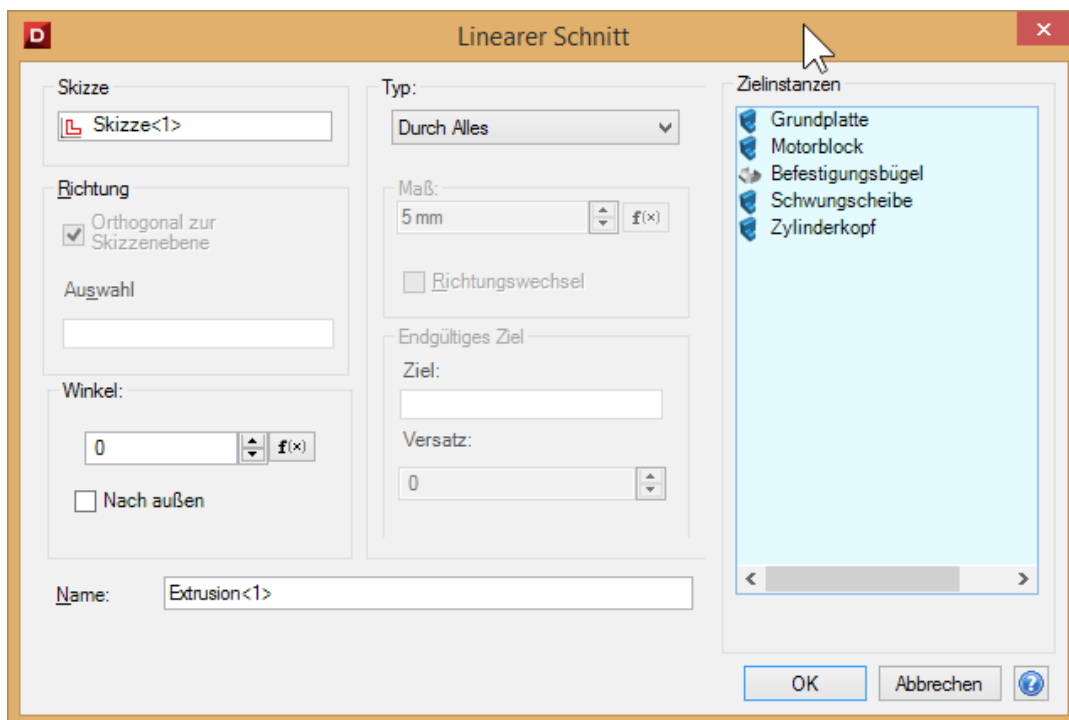 D
Linearer Schnitt
Skizze
Skizze<1>
Richtung
Orthogonal zur
Skizzenebene
Auswahl
Winkel:
0
f(x)
Nach außen
Typ:
Durch Alles
Maß:
5 mm
f(x)
Richtungswechsel
Endgültiges Ziel
Ziel:
Versatz:
0
Zielinstanzen
Grundplatte
Motorblock
Befestigungsbügel
Schwungscheibe
Zylinderkopf
Name:
Extrusion<1>
OK
Abbrechen
?